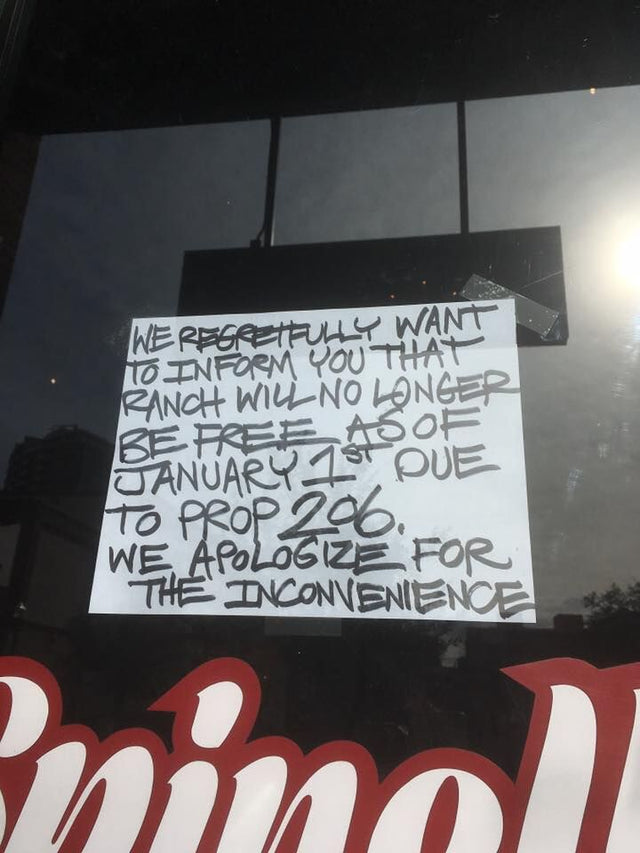 WE REGRETFULLY WANT
TO INFORM YOU THAT
RANCH WILL NO LONGER
BE FREE AS OF
JANUARY 1ST DUE
TO PROP 206.
WE APOLOGIZE FOR
THE INCONVENIENCE